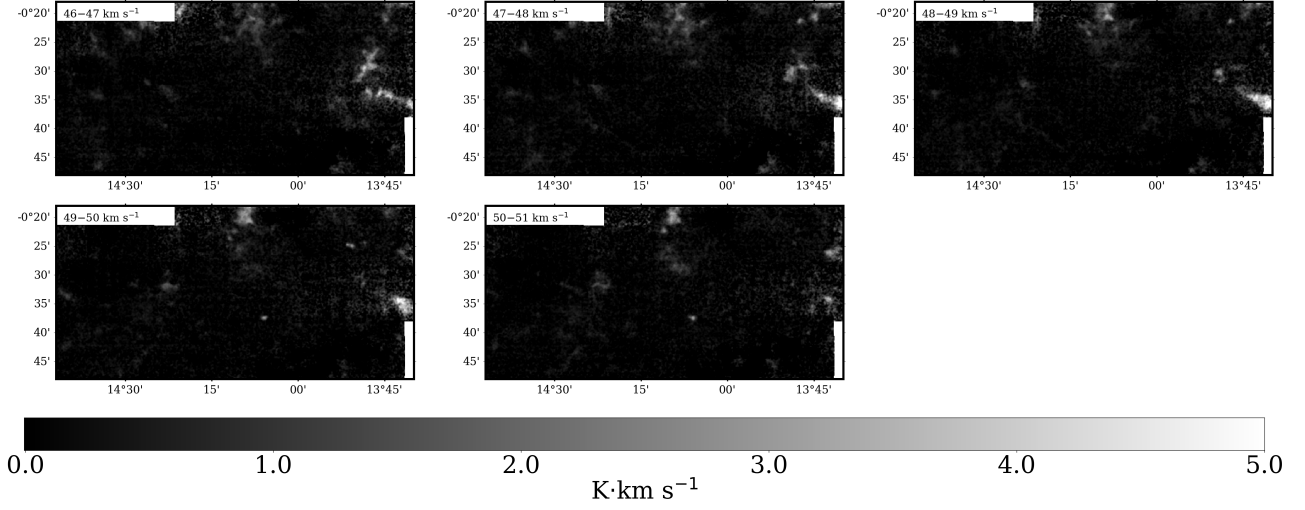 46−47 km s⁻¹
47−48 km s⁻¹
48−49 km s⁻¹
-0°20' -0°20' -0°20'
25' 25' 25'
30' 30' 30'
35' 35' 35'
40' 40' 40'
45' 45' 45'
14°30' 15' 00' 13°45' 14°30' 15' 00' 13°45' 14°30' 15' 00' 13°45'
49−50 km s⁻¹
50−51 km s⁻¹
-0°20' -0°20'
25' 25'
30' 30'
35' 35'
40' 40'
45' 45'
14°30' 15' 00' 13°45' 14°30' 15' 00' 13°45'
0.0 1.0 2.0 3.0 4.0 5.0
K·km s⁻¹